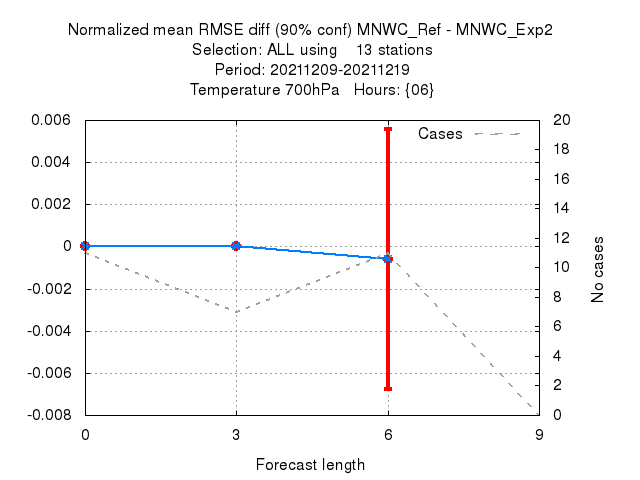 Normalized mean RMSE diff (90% conf) MNWC_Ref - MNWC_Exp2
Selection: ALL using 13 stations
Period: 20211209-20211219
Temperature 700hPa Hours: {06}
0.006
0.004
0.002
0
-0.002
-0.004
-0.006
-0.008
Cases
20
18
16
14
12
10
8
6
4
2
0
No cases
0 3 6 9
Forecast length